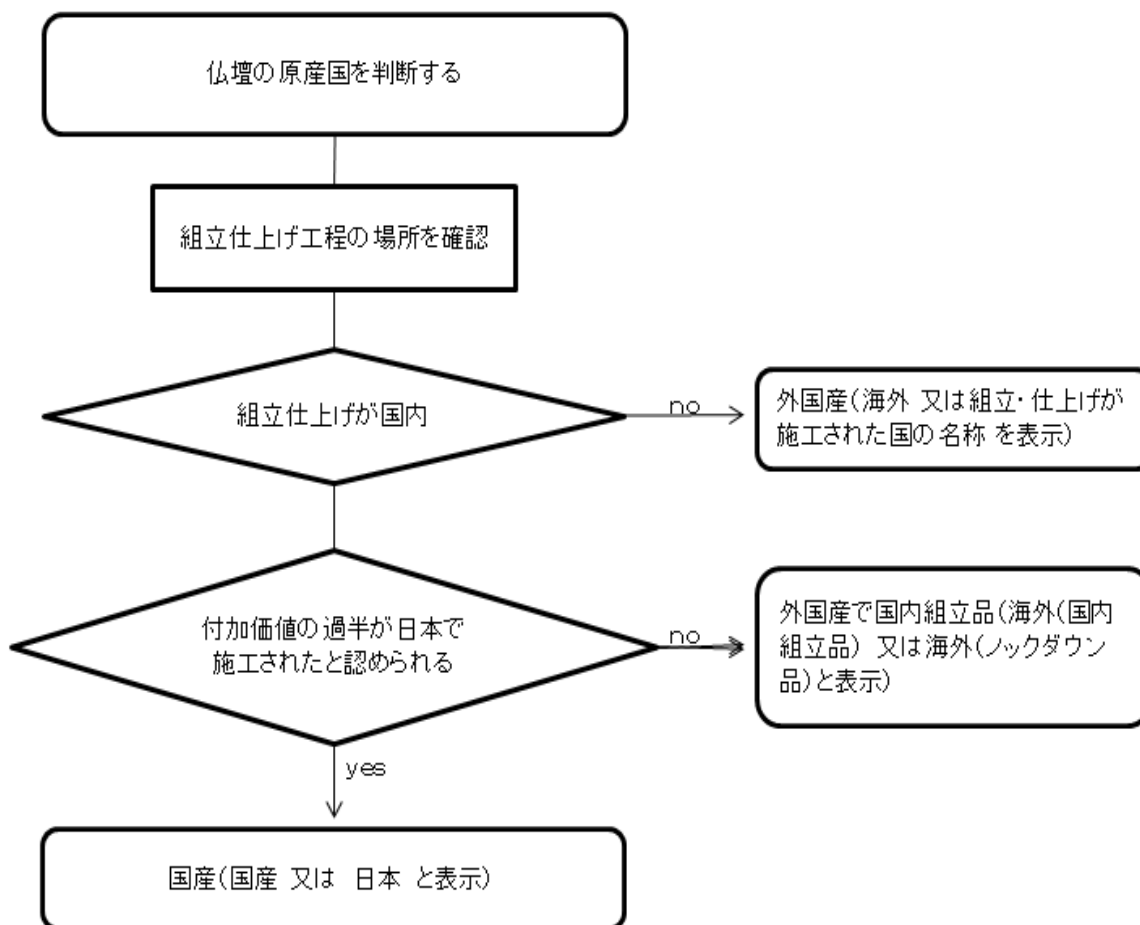 仏壇の原産国を判断する
組立仕上げ工程の場所を確認
組立仕上げが国内
no
外国産(海外 又は組立・仕上げが
施工された国の名称 を表示)
付加価値の過半が日本で
施工されたと認められる
no
外国産で国内組立品(海外(国内
組立品) 又は海外(ノックダウン
品)と表示)
yes
国産(国産 又は 日本 と表示)